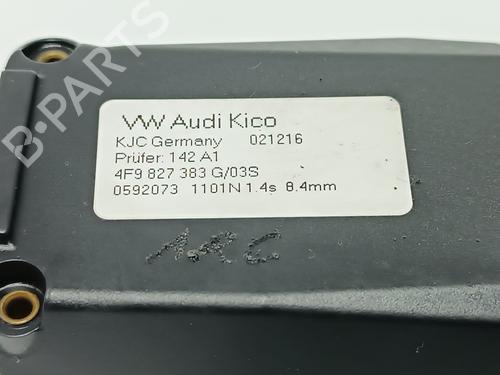 B-PARTS
VW Audi Kico
KJC Germany 021216
Prüfer: 142 A1
4F9 827 383 G/03S
0592073 1101N 1.4s 8.4mm
ARC